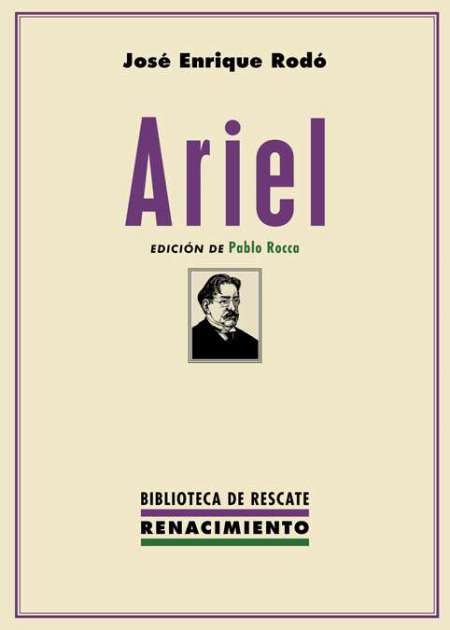 José Enrique Rodó
Ariel
EDICIÓN DE Pablo Rocca
BIBLIOTECA DE RESCATE
RENACIMIENTO